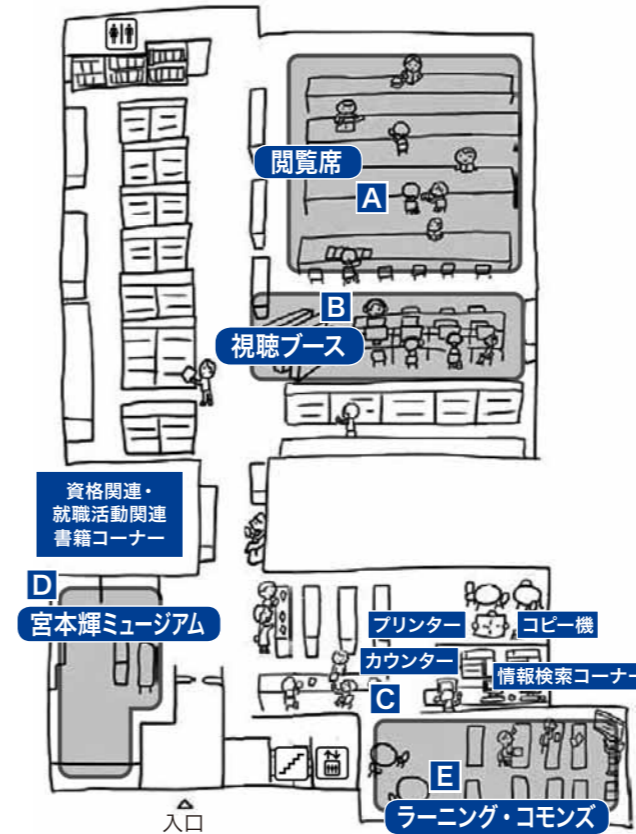 閲覧席
A
B
視聴ブース
資格関連・
就職活動関連
書籍コーナー
D
宮本輝ミュージアム
プリンター
コピー機
カウンター
情報検索コーナー
C
E
ラーニング・コモンズ
入口